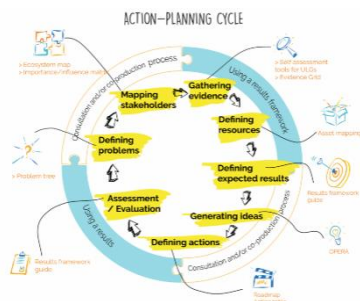 ACTION-PLANNING CYCLE
> Ecosystem map
> Importance/Influence matrix
> Self assessment
tools for ULGs
> Evidence Grid
Consultation and/or co-production process
Using a results framework
Mapping
stakeholders
Gathering
evidence
Defining
resources
Asset mapping
Defining
problems
> Problem tree
Defining
expected results
Results framework
guide
Assessment
/ Evaluation
Generating ideas
OPERA
Defining actions
Using a results
Consultation and/or co-production process
Results framework
guide
Roadmap